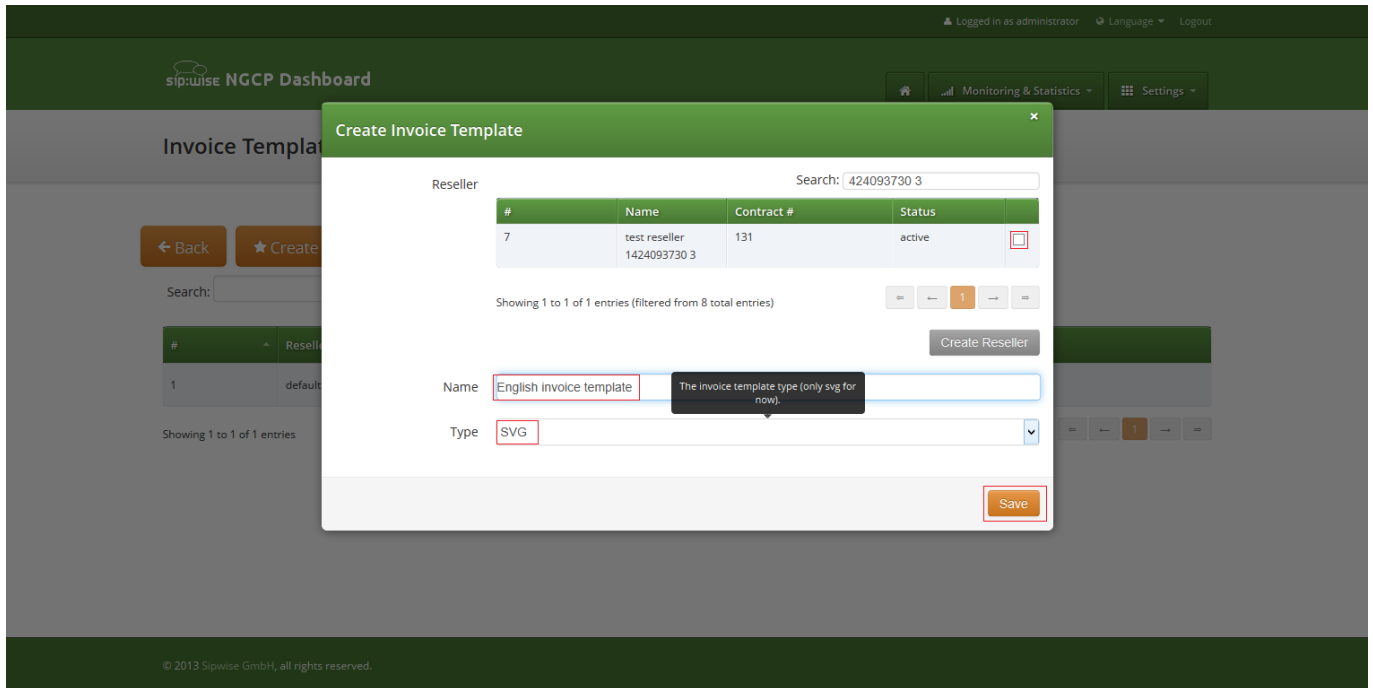 Logged in as administrator Language Logout
sip:wise NGCP Dashboard
Monitoring & Statistics Settings
Create Invoice Template ×
Invoice Templat
Reseller Search: 424093730 3
# Name Contract # Status
7 test reseller 131 active
1424093730 3
Back Create
Search:
Showing 1 to 1 of 1 entries (filtered from 8 total entries) ⇐ ← 1 → ⇒
Create Reseller
# Reselle
1 default
Name English invoice template
The invoice template type (only svg for
now).
Type SVG
Showing 1 to 1 of 1 entries ⇐ ← 1 → ⇒
Save
© 2013 Sipwise GmbH, all rights reserved.